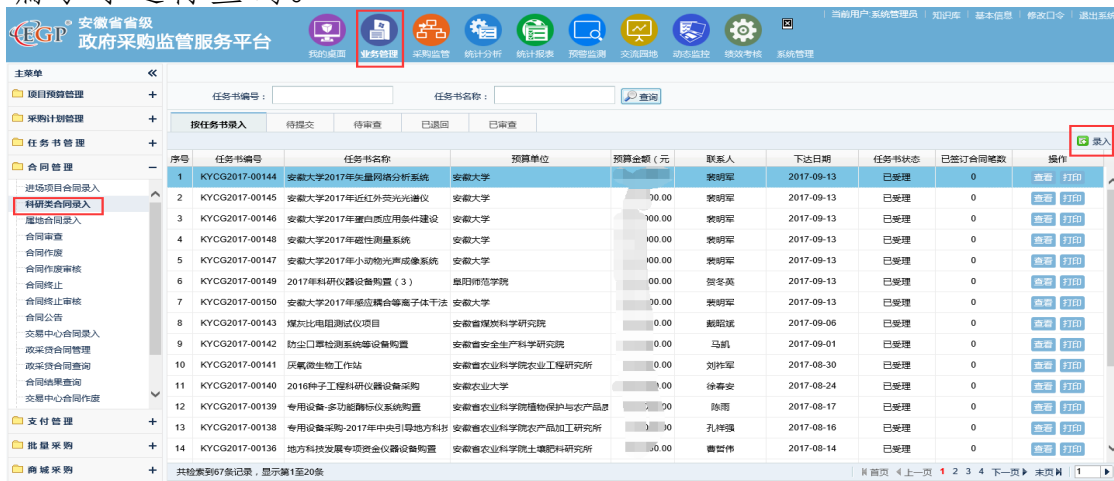 EGP 安徽省省级
政府采购监管服务平台
当前用户:系统管理员 知识库 基本信息 修改口令 退出系统
我的桌面 业务管理 采购监管 统计分析 统计报表 预警监测 交流园地 动态监控 绩效考核 系统管理
主菜单
项目预算管理
采购计划管理
任务书管理
合同管理
进场项目合同录入
科研类合同录入
属地合同录入
合同审查
合同作废
合同作废审核
合同终止
合同终止审核
合同公告
交易中心合同录入
政采贷合同管理
政采贷合同查询
合同结果查询
交易中心合同作废
支付管理
批量采购
商城采购
任务书编号: 任务书名称: 查询
按任务书录入 待提交 待审查 已退回 已审查
录入
序号 任务书编号 任务书名称 预算单位 预算金额(元 联系人 下达日期 任务书状态 已签订合同笔数 操作
1 KYCG2017-00144 安徽大学2017年矢量网络分析系统 安徽大学 裴明军 2017-09-13 已受理 0 查看 打印
2 KYCG2017-00145 安徽大学2017年近红外荧光光谱仪 安徽大学 00.00 裴明军 2017-09-13 已受理 0 查看 打印
3 KYCG2017-00146 安徽大学2017年蛋白质应用条件建设 安徽大学 000.00 裴明军 2017-09-13 已受理 0 查看 打印
4 KYCG2017-00148 安徽大学2017年磁性测量系统 安徽大学 000.00 裴明军 2017-09-13 已受理 0 查看 打印
5 KYCG2017-00147 安徽大学2017年小动物光声成像系统 安徽大学 000.00 裴明军 2017-09-13 已受理 0 查看 打印
6 KYCG2017-00149 2017年科研仪器设备购置(3) 阜阳师范学院 00.00 贺冬英 2017-09-13 已受理 0 查看 打印
7 KYCG2017-00150 安徽大学2017年感应耦合等离子体干法 安徽大学 00.00 裴明军 2017-09-13 已受理 0 查看 打印
8 KYCG2017-00143 煤灰比电阻测试仪项目 安徽省煤炭科学研究院 0.00 戴昭斌 2017-09-06 已受理 0 查看 打印
9 KYCG2017-00142 防尘口罩检测系统等设备购置 安徽省安全生产科学研究院 0.00 马凯 2017-09-01 已受理 0 查看 打印
10 KYCG2017-00141 厌氧微生物工作站 安徽省农业科学院农业工程研究所 0.00 刘祚军 2017-08-30 已受理 0 查看 打印
11 KYCG2017-00140 2016种子工程科研仪器设备采购 安徽农业大学 .00 徐春安 2017-08-24 已受理 0 查看 打印
12 KYCG2017-00139 专用设备-多功能酶标仪系统购置 安徽省农业科学院植物保护与农产品质 00 陈雨 2017-08-17 已受理 0 查看 打印
13 KYCG2017-00138 专用设备采购-2017年中央引导地方科技 安徽省农业科学院农产品加工研究所 00 孔祥强 2017-08-16 已受理 0 查看 打印
14 KYCG2017-00136 地方科技发展专项资金仪器设备购置 安徽省农业科学院土壤肥料研究所 0.00 曹哲伟 2017-08-14 已受理 0 查看 打印
共检索到67条记录,显示第1至20条 首页 上一页 1 2 3 4 下一页 末页 1